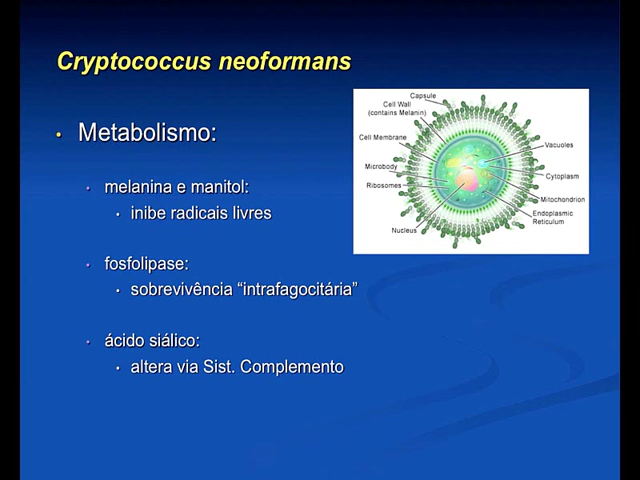 Cryptococcus neoformans
• Metabolismo:
• melanina e manitol:
• inibe radicais livres
• fosfolipase:
• sobrevivência “intrafagocitária”
• ácido siálico:
• altera via Sist. Complemento
Capsule
Cell Wall
(contains Melanin)
Cell Membrane
Microbody
Ribosomes
Nucleus
Vacuoles
Cytoplasm
Mitochondrion
Endoplasmic
Reticulum